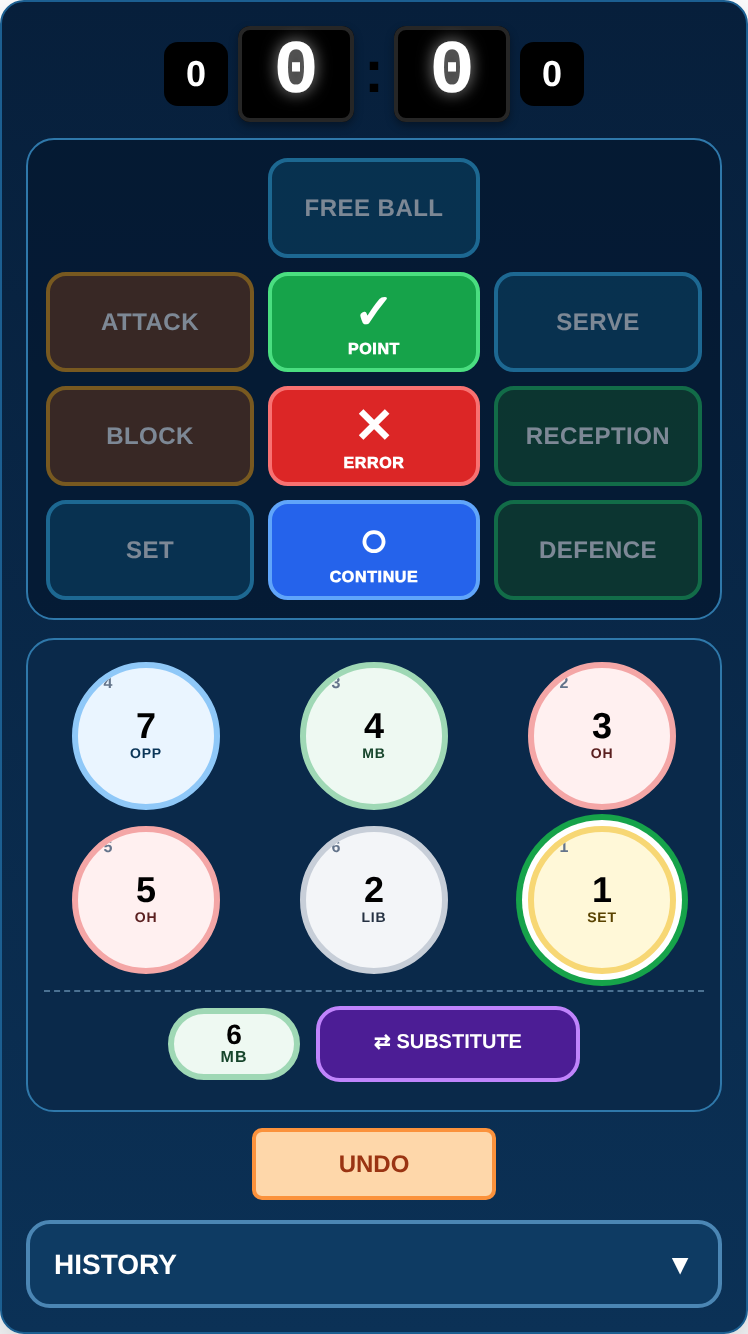 0 0 : 0 0
FREE BALL
ATTACK ✓ POINT SERVE
BLOCK ✕ ERROR RECEPTION
SET ○ CONTINUE DEFENCE
4 3 2
7 4 3
OPP MB OH
5 6 1
5 2 1
OH LIB SET
6
MB
⇄ SUBSTITUTE
UNDO
HISTORY ▼